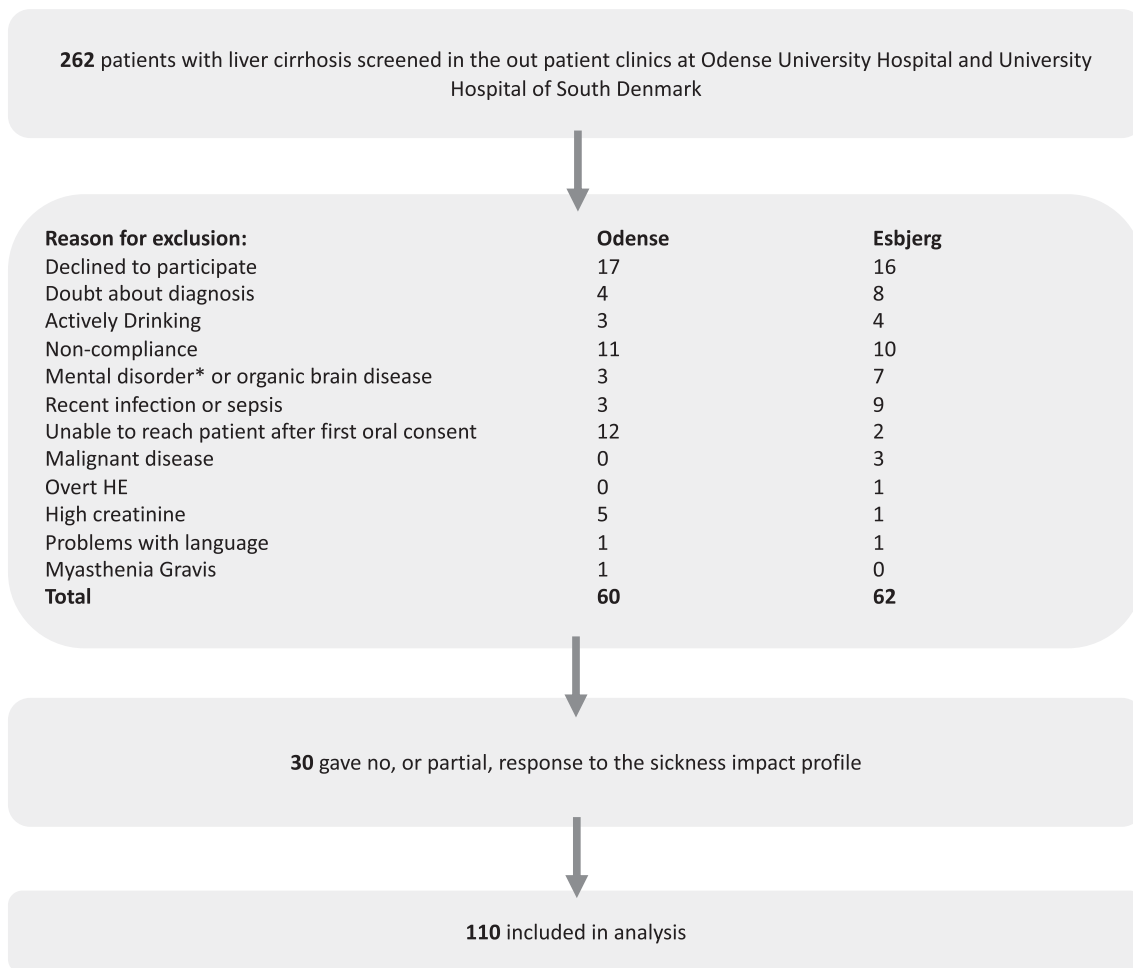 262 patients with liver cirrhosis screened in the out patient clinics at Odense University Hospital and University
Hospital of South Denmark
Reason for exclusion: Odense Esbjerg
Declined to participate 17 16
Doubt about diagnosis 4 8
Actively Drinking 3 4
Non-compliance 11 10
Mental disorder* or organic brain disease 3 7
Recent infection or sepsis 3 9
Unable to reach patient after first oral consent 12 2
Malignant disease 0 3
Overt HE 0 1
High creatinine 5 1
Problems with language 1 1
Myasthenia Gravis 1 0
Total 60 62
30 gave no, or partial, response to the sickness impact profile
110 included in analysis